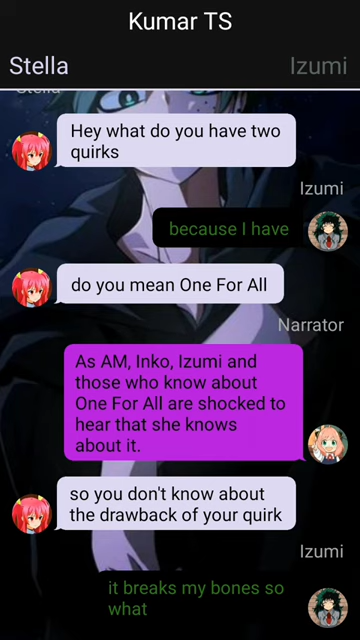 Kumar TS
Stella
Izumi
Stella
Hey what do you have two
quirks
Izumi
because I have
do you mean One For All
Narrator
As AM, Inko, Izumi and
those who know about
One For All are shocked to
hear that she knows
about it.
so you don't know about
the drawback of your quirk
Izumi
it breaks my bones so
what